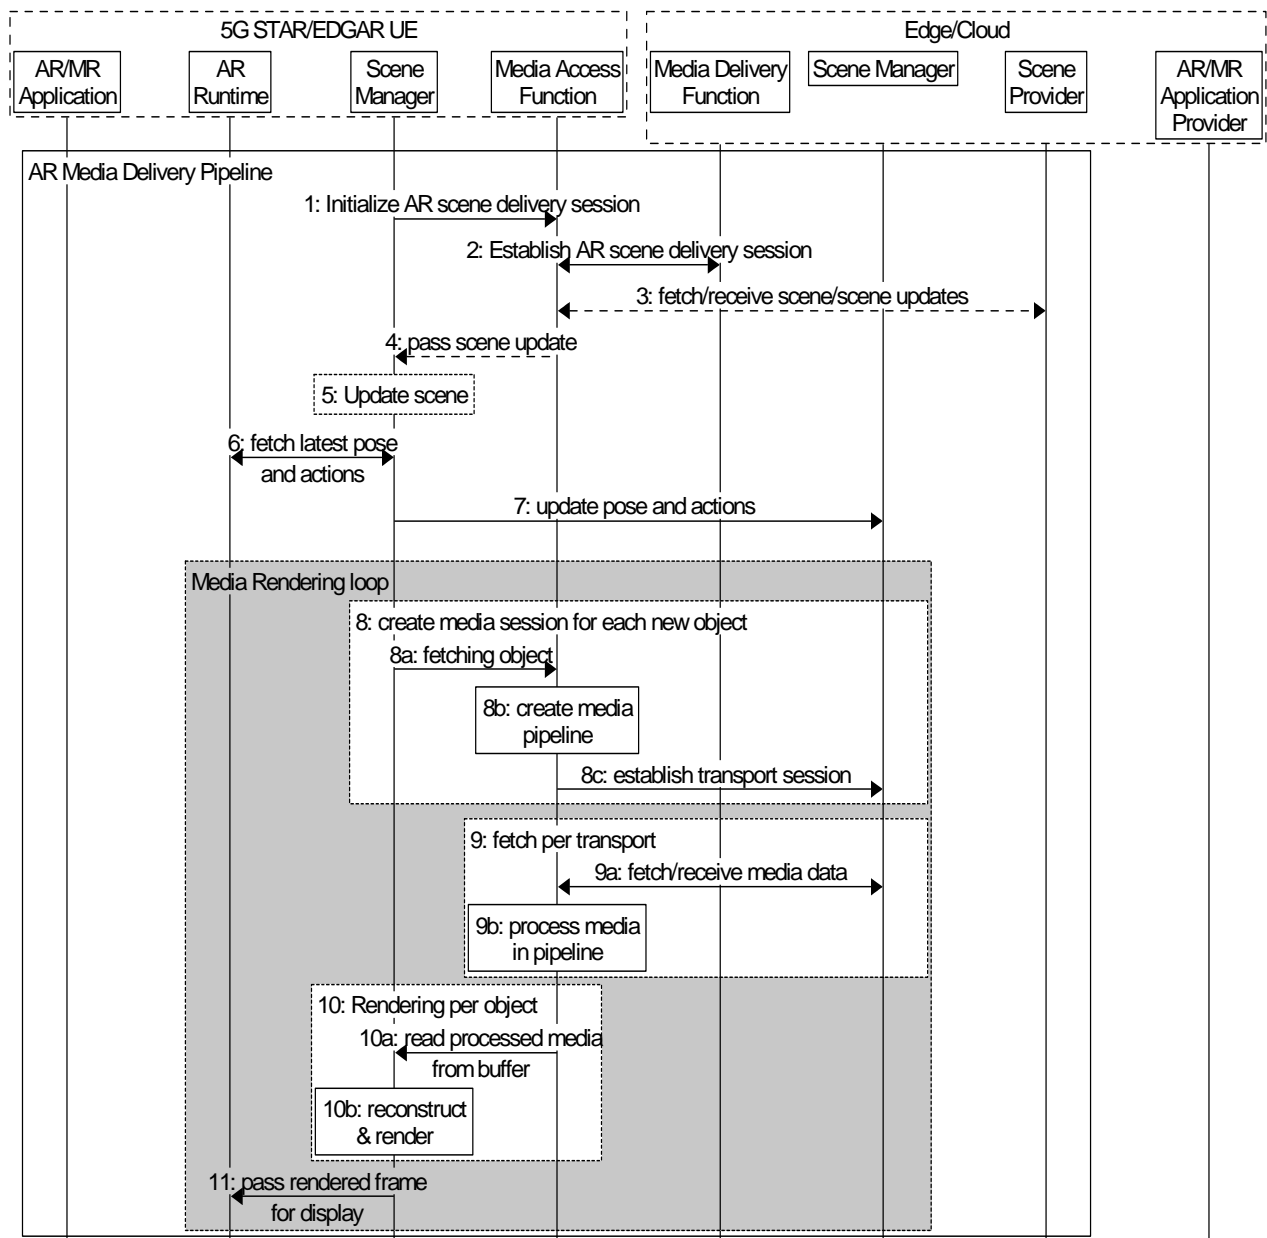 5G STAR/EDGAR UE
Edge/Cloud
AR/MR
Application
AR
Runtime
Scene
Manager
Media Access
Function
Media Delivery
Function
Scene Manager
Scene
Provider
AR/MR
Application
Provider
AR Media Delivery Pipeline
1: Initialize AR scene delivery session
2: Establish AR scene delivery session
3: fetch/receive scene/scene updates
4: pass scene update
5: Update scene
6: fetch latest pose
and actions
7: update pose and actions
Media Rendering loop
8: create media session for each new object
8a: fetching object
8b: create media
pipeline
8c: establish transport session
9: fetch per transport
9a: fetch/receive media data
9b: process media
in pipeline
10: Rendering per object
10a: read processed media
from buffer
10b: reconstruct
& render
11: pass rendered frame
for display